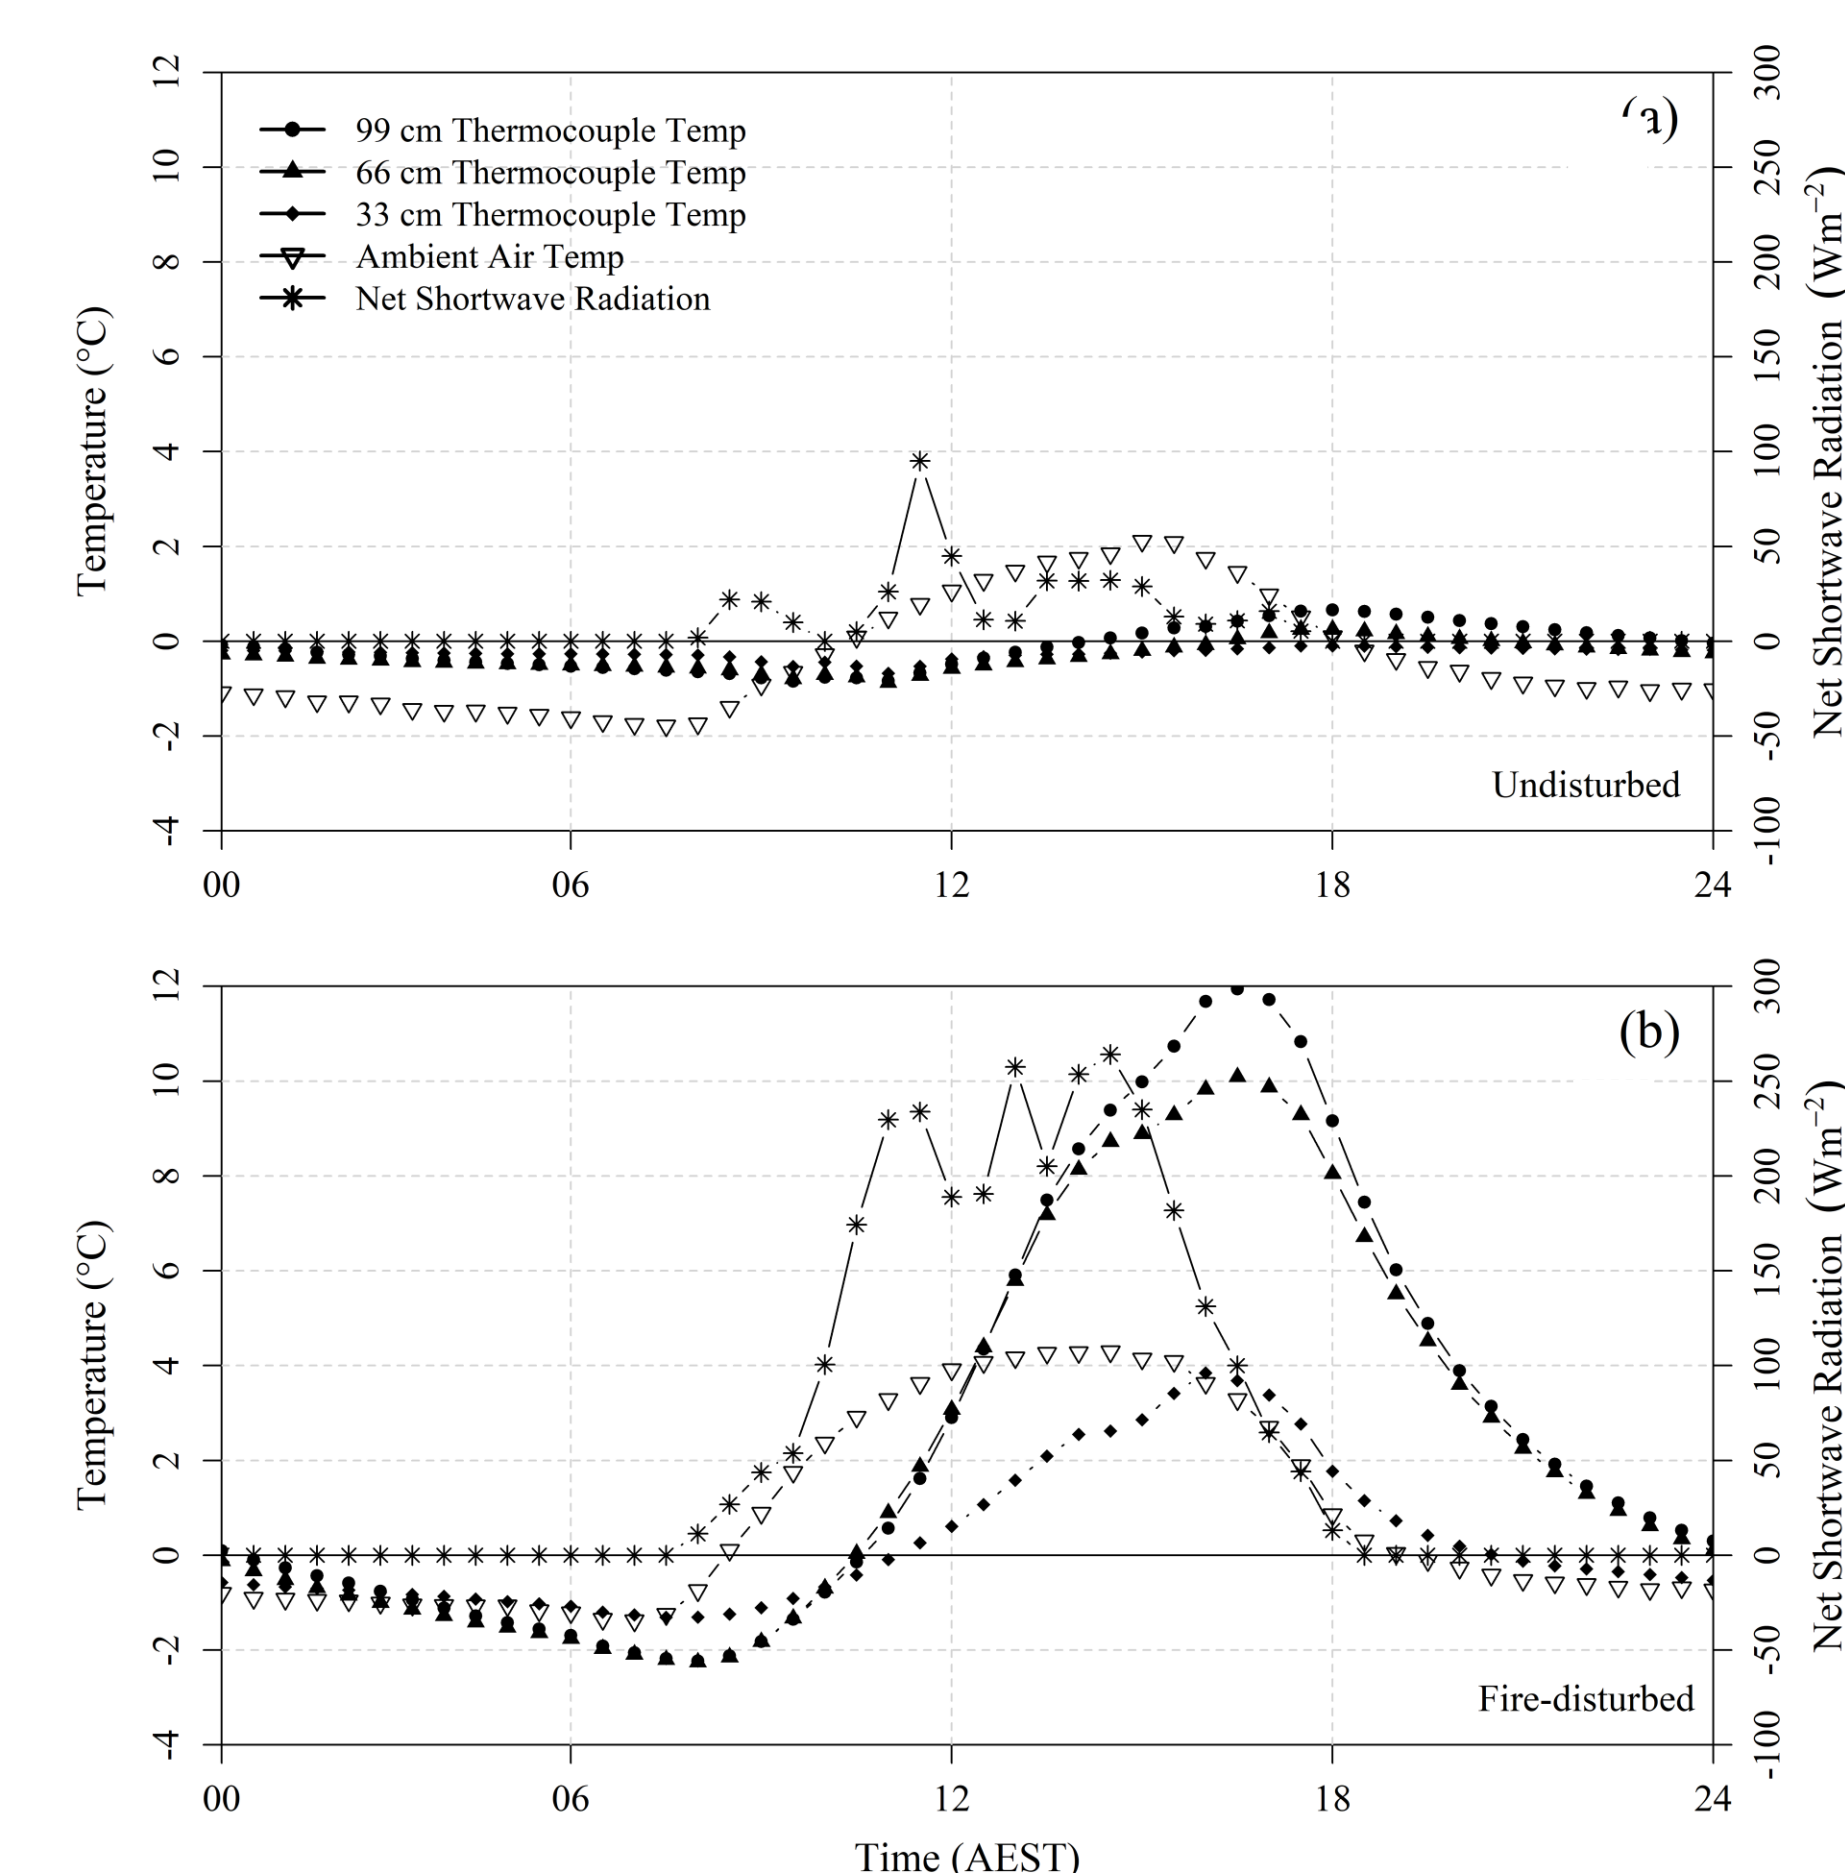 12
10
8
6
4
2
0
-2
-4
Temperature (°C)
99 cm Thermocouple Temp
66 cm Thermocouple Temp
33 cm Thermocouple Temp
Ambient Air Temp
Net Shortwave Radiation
(a)
Undisturbed
300
250
200
150
100
50
0
-50
-100
Net Shortwave Radiation (Wm⁻²)
00 06 12 18 24
12
10
8
6
4
2
0
-2
-4
Temperature (°C)
(b)
Fire-disturbed
300
250
200
150
100
50
0
-50
-100
Net Shortwave Radiation (Wm⁻²)
00 06 12 18 24
Time (AEST)